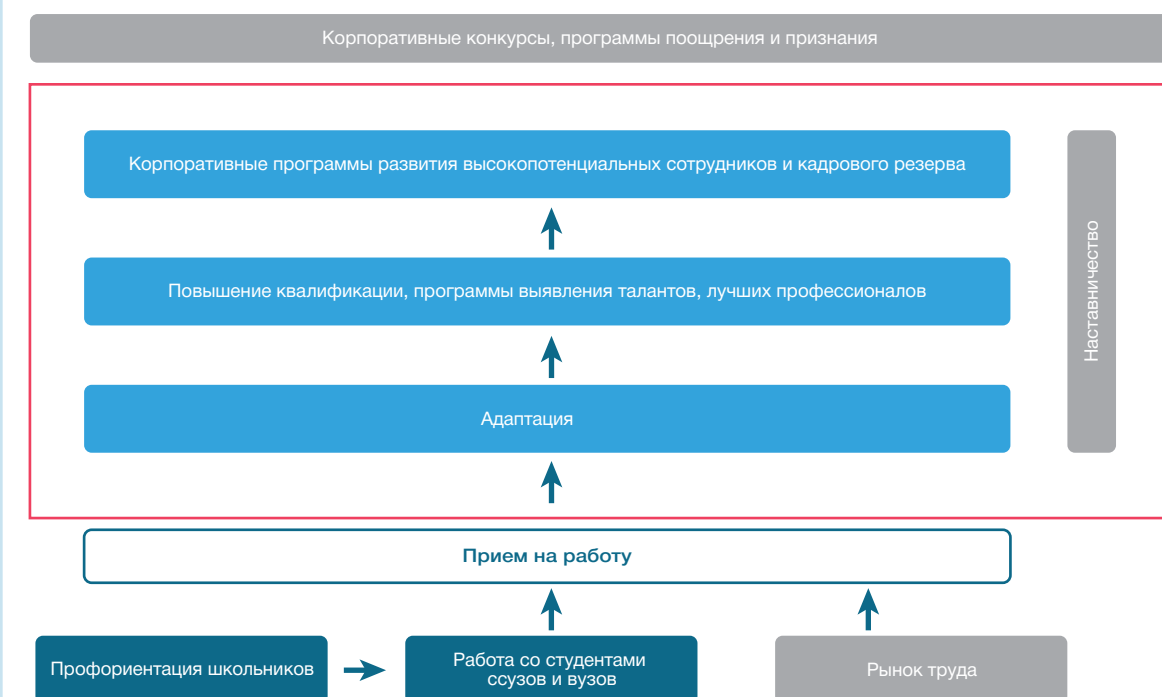 Корпоративные конкурсы, программы поощрения и признания
Корпоративные программы развития высокопотенциальных сотрудников и кадрового резерва
Наставничество
Повышение квалификации, программы выявления талантов, лучших профессионалов
Адаптация
Прием на работу
Профориентация школьников
Работа со студентами
ссузов и вузов
Рынок труда